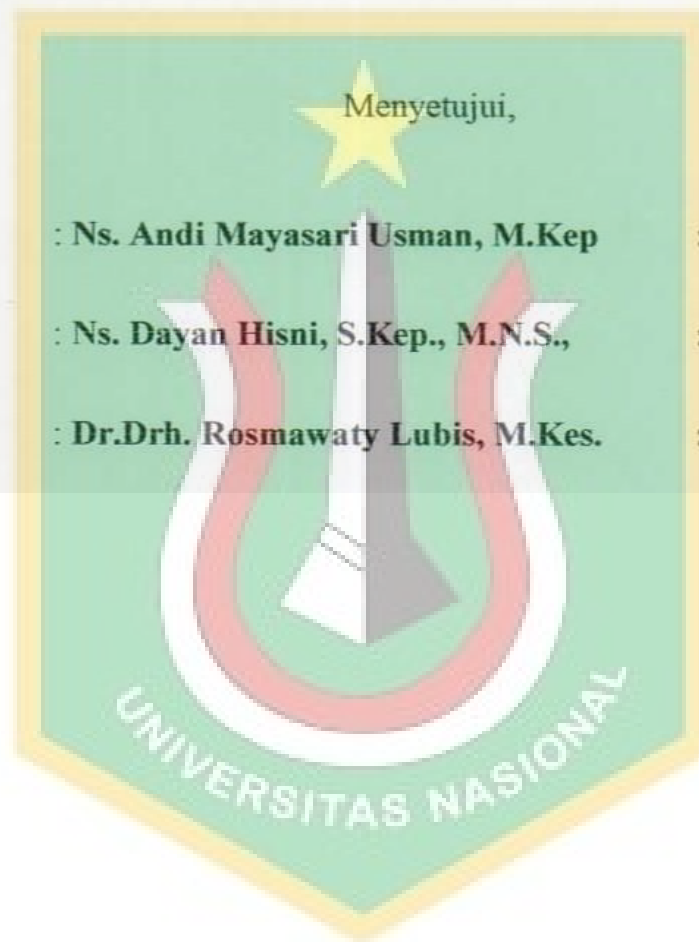 Menyetujui,
: Ns. Andi Mayasari Usman, M.Kep :
: Ns. Dayan Hisni, S.Kep., M.N.S., :
: Dr.Drh. Rosmawaty Lubis, M.Kes. :
UNIVERSITAS NASIONAL